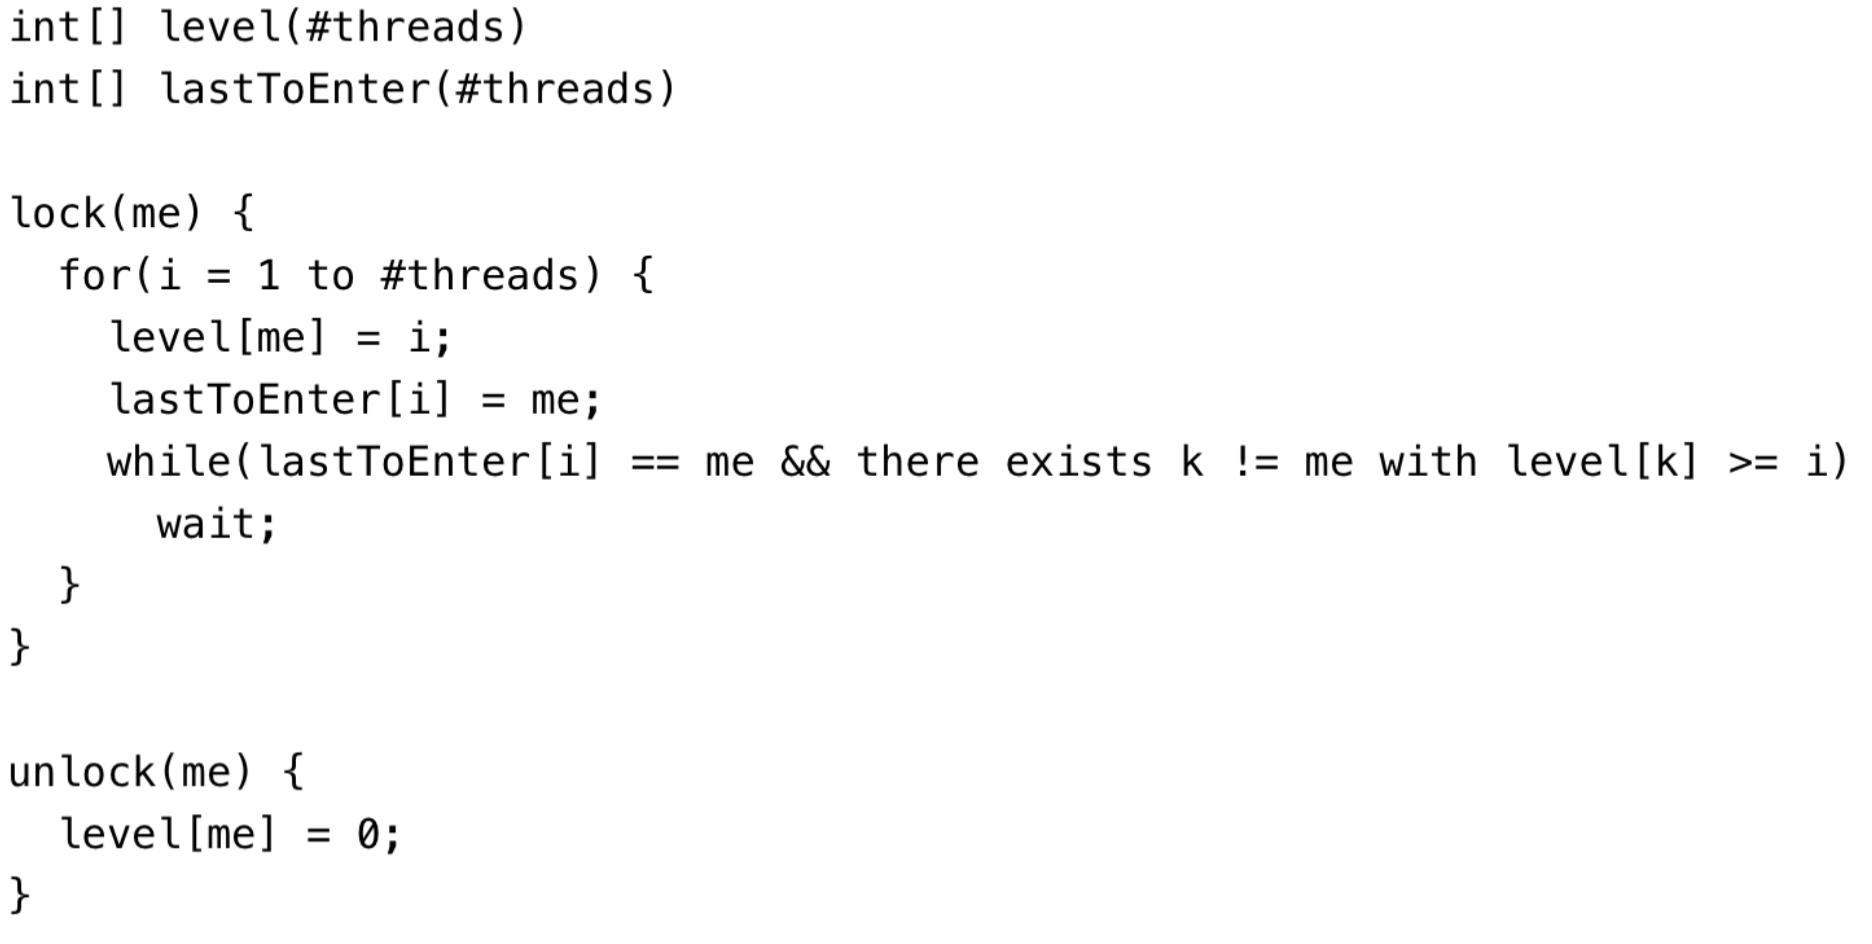 int[] level(#threads)
int[] lastToEnter(#threads)

lock(me) {
  for(i = 1 to #threads) {
    level[me] = i;
    lastToEnter[i] = me;
    while(lastToEnter[i] == me && there exists k != me with level[k] >= i)
      wait;
  }
}

unlock(me) {
  level[me] = 0;
}